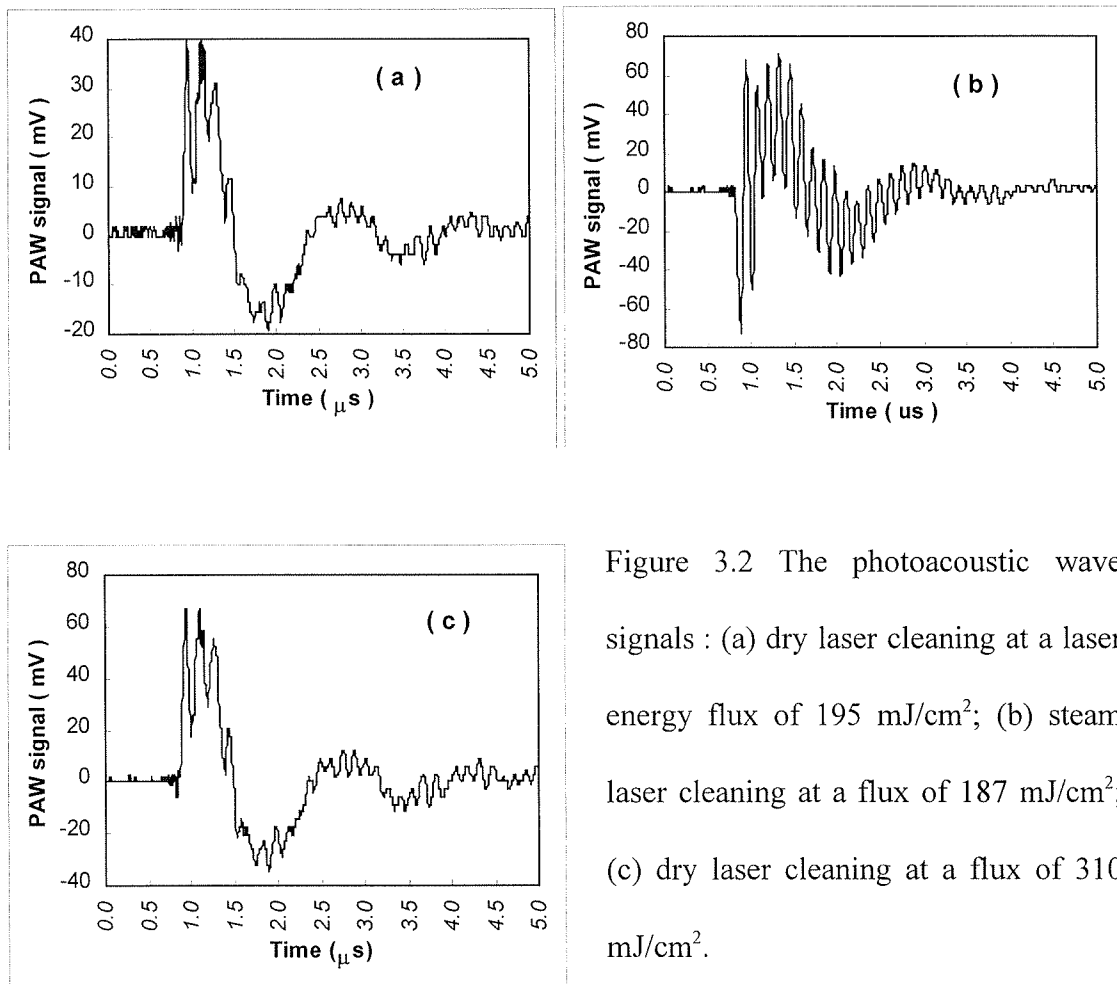 40
30
20
10
0
-10
-20
PAW signal ( mV )
( a )
0.0 0.5 1.0 1.5 2.0 2.5 3.0 3.5 4.0 4.5 5.0
Time ( μs )
80
60
40
20
0
-20
-40
-60
-80
PAW signal ( mV )
( b )
0.0 0.5 1.0 1.5 2.0 2.5 3.0 3.5 4.0 4.5 5.0
Time ( us )
80
60
40
20
0
-20
-40
PAW signal ( mV )
( c )
0.0 0.5 1.0 1.5 2.0 2.5 3.0 3.5 4.0 4.5 5.0
Time (μs )
Figure 3.2 The photoacoustic wave
signals : (a) dry laser cleaning at a laser
energy flux of 195 mJ/cm²; (b) steam
laser cleaning at a flux of 187 mJ/cm²;
(c) dry laser cleaning at a flux of 310
mJ/cm².